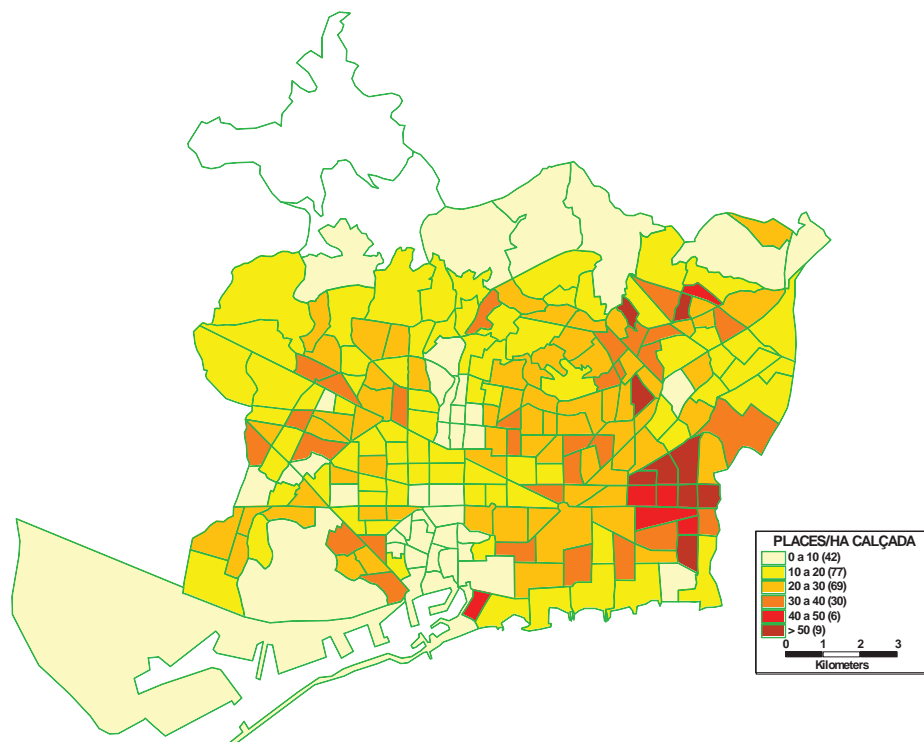 PLACES/HA CALÇADA
0 a 10 (42)
10 a 20 (77)
20 a 30 (69)
30 a 40 (30)
40 a 50 (6)
> 50 (9)
0 1 2 3
Kilometers